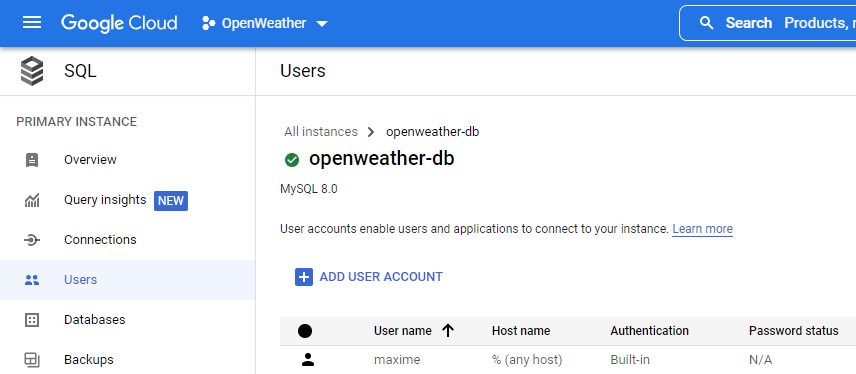 Google Cloud OpenWeather Search Products, r
SQL Users
PRIMARY INSTANCE
Overview
Query insights NEW
Connections
Users
Databases
Backups
All instances openweather-db
openweather-db
MySQL 8.0
User accounts enable users and applications to connect to your instance. Learn more
ADD USER ACCOUNT
User name Host name Authentication Password status
maxime % (any host) Built-in N/A